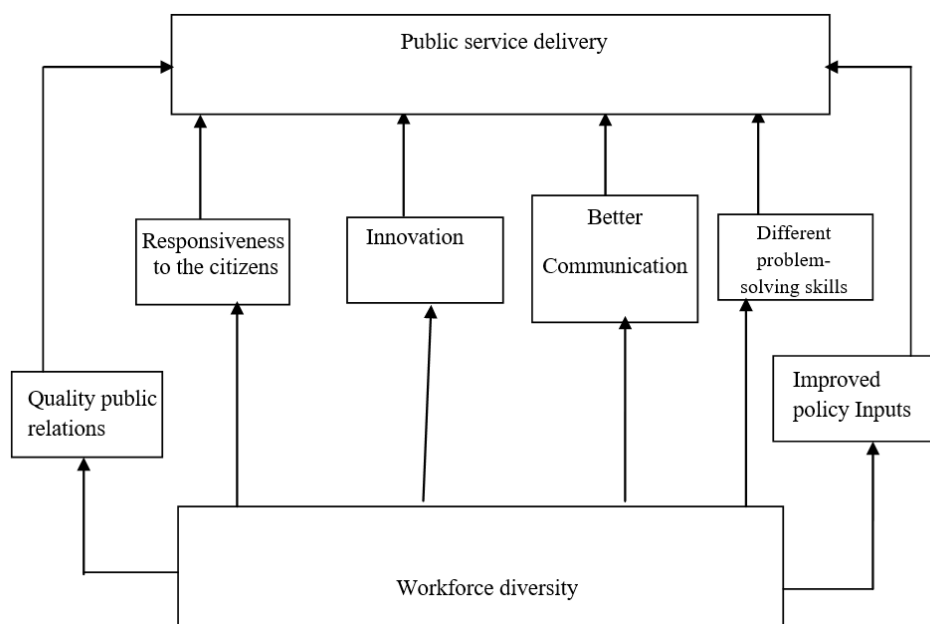 Public service delivery
Responsiveness
to the citizens
Innovation
Better
Communication
Different
problem-
solving skills
Quality public
relations
Improved
policy Inputs
Workforce diversity